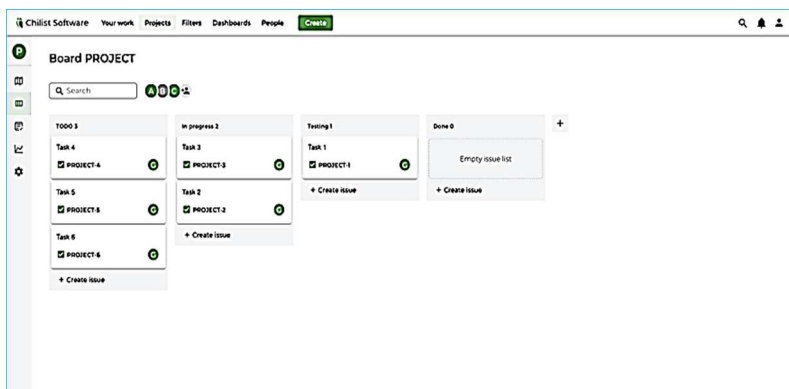 Chilist Software Your work Projects Filters Dashboards People Create
P
Board PROJECT
Search A B C
TODO 3
Task 4
PROJECT-4 G
Task 5
PROJECT-5 G
Task 6
PROJECT-6 G
+ Create issue
In progress 2
Task 3
PROJECT-3 G
Task 2
PROJECT-2 G
+ Create issue
Testing 1
Task 1
PROJECT-1 G
+ Create issue
Done 0
Empty issue list
+ Create issue
+